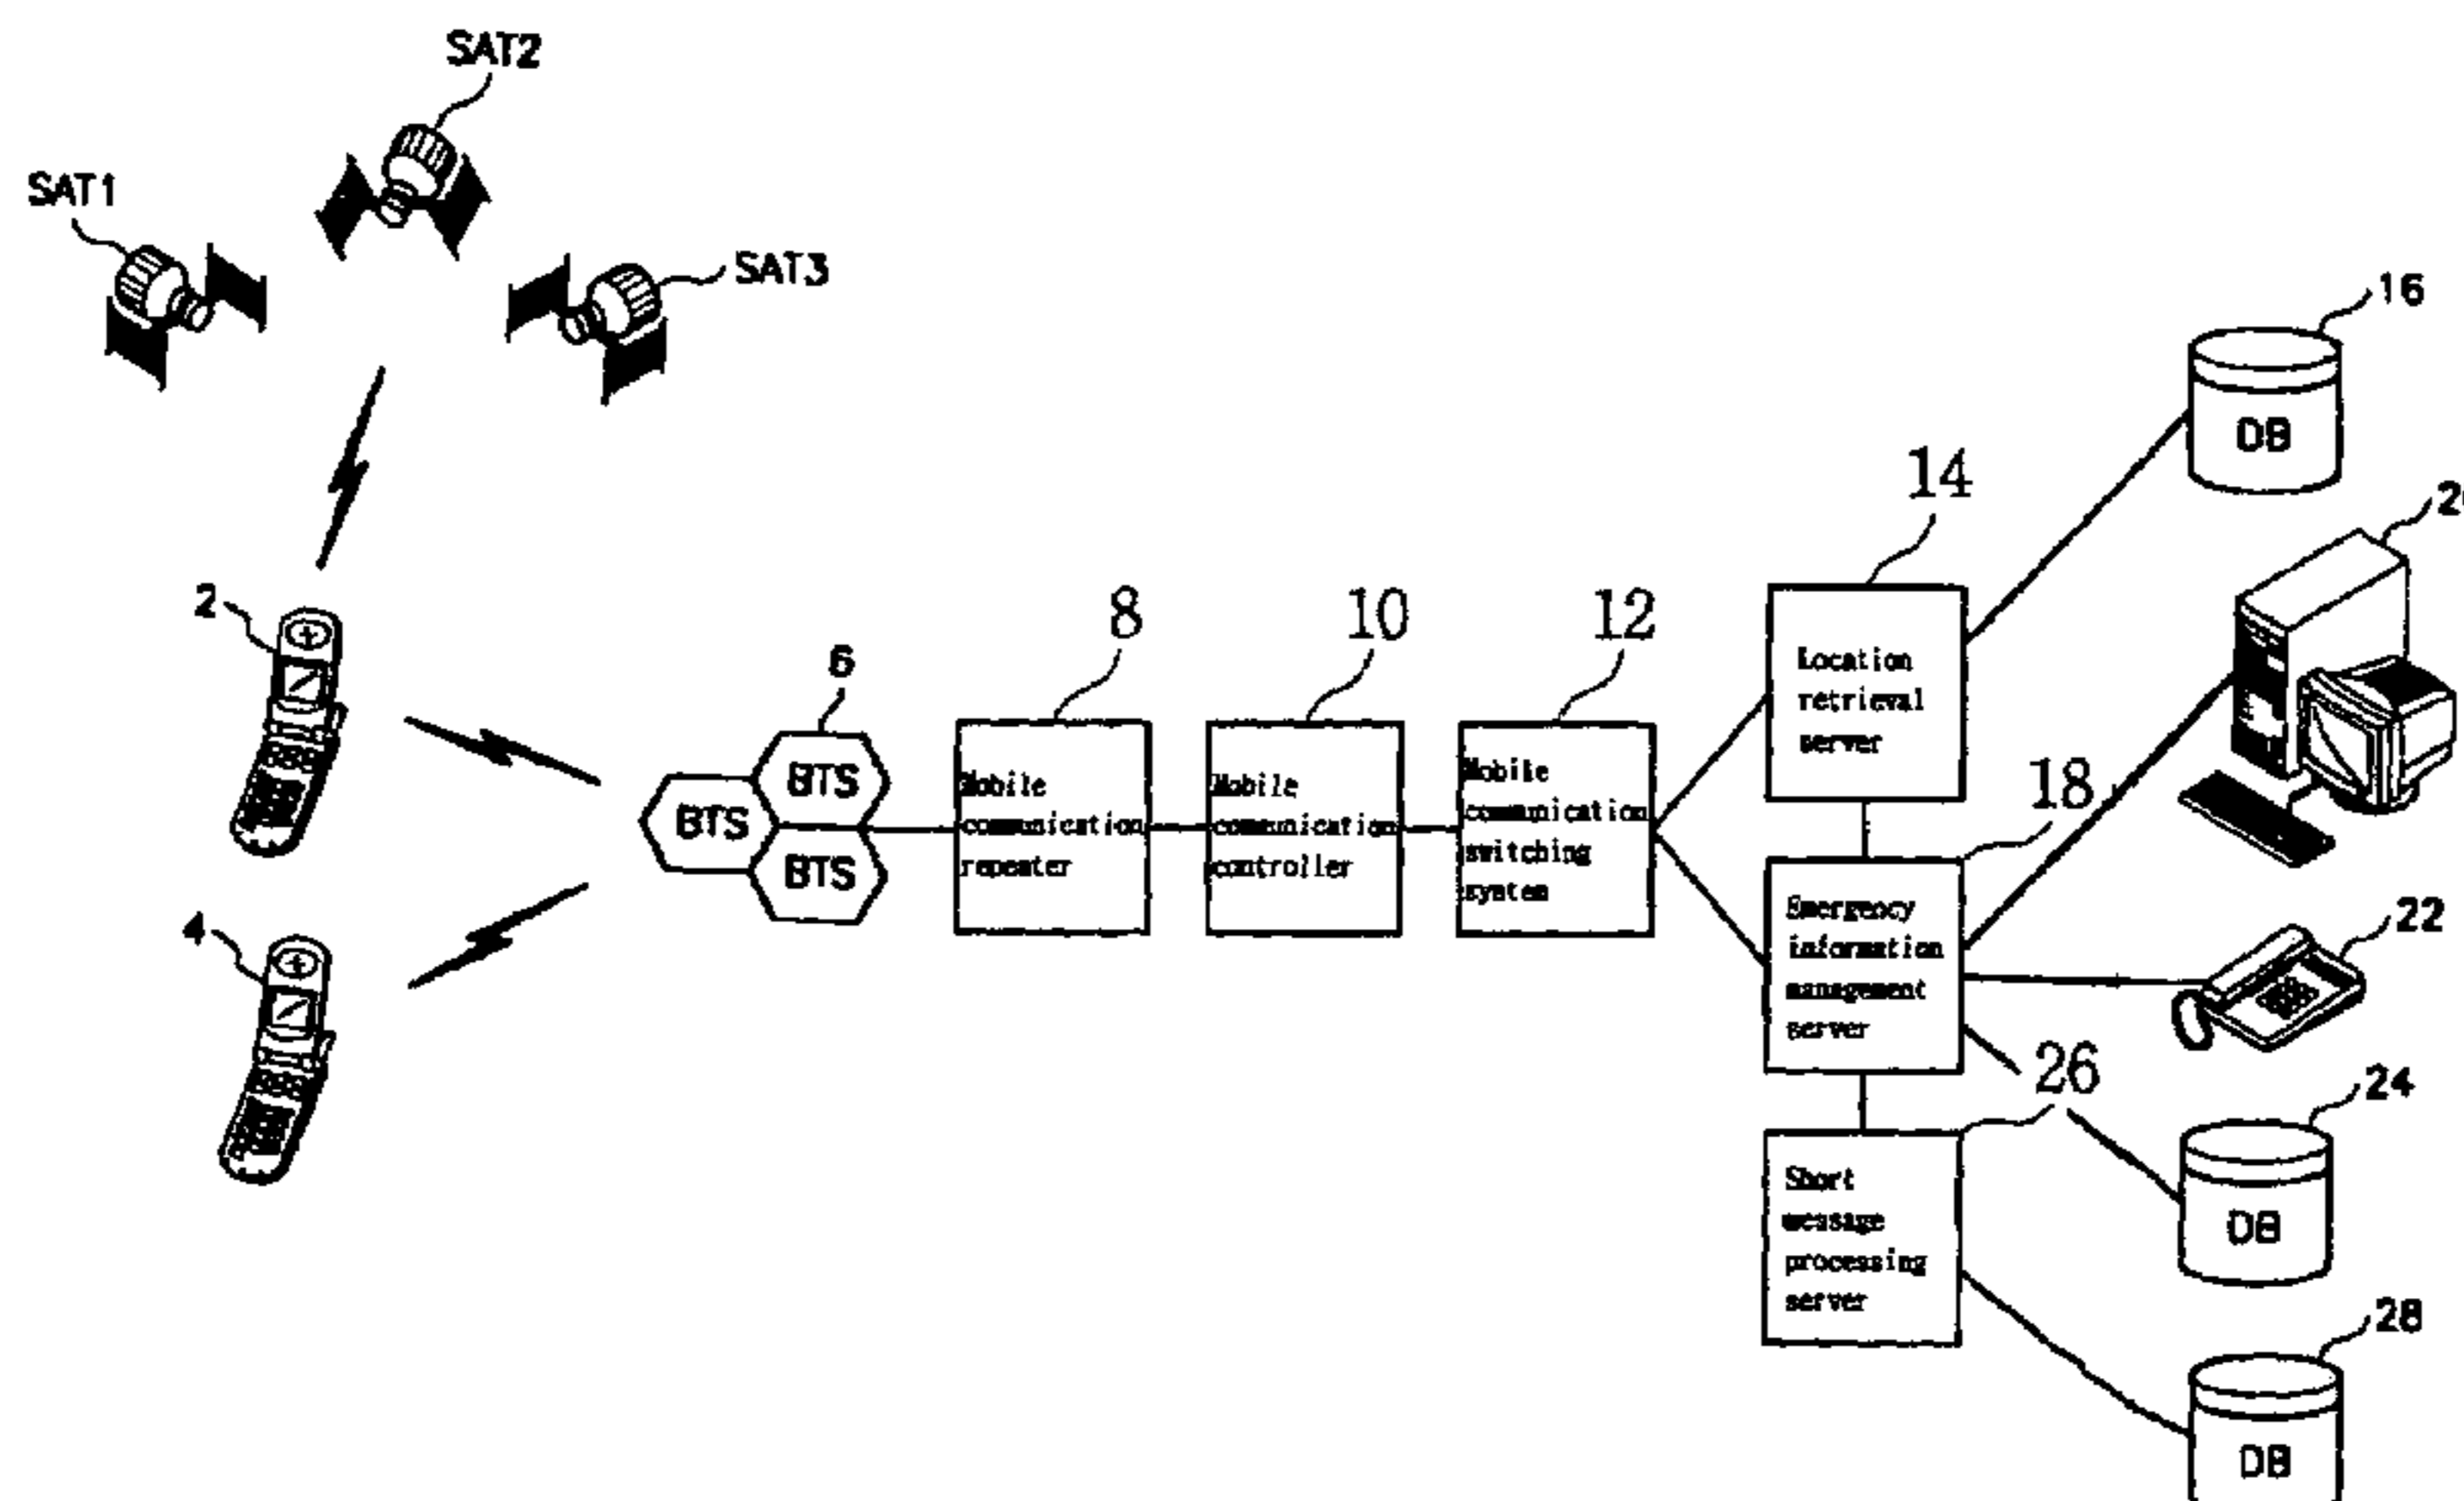 SAT2
SAT1
SAT3
16
14
2
8
10
12
6
Location
retrieval
server
18
BTS
BTS
BTS
Mobile
communication
repeater
Mobile
communication
controller
Mobile
communication
switching
system
DB
4
Emergency
information
management
server
22
26
24
Short
message
processing
server
DB
28
DB